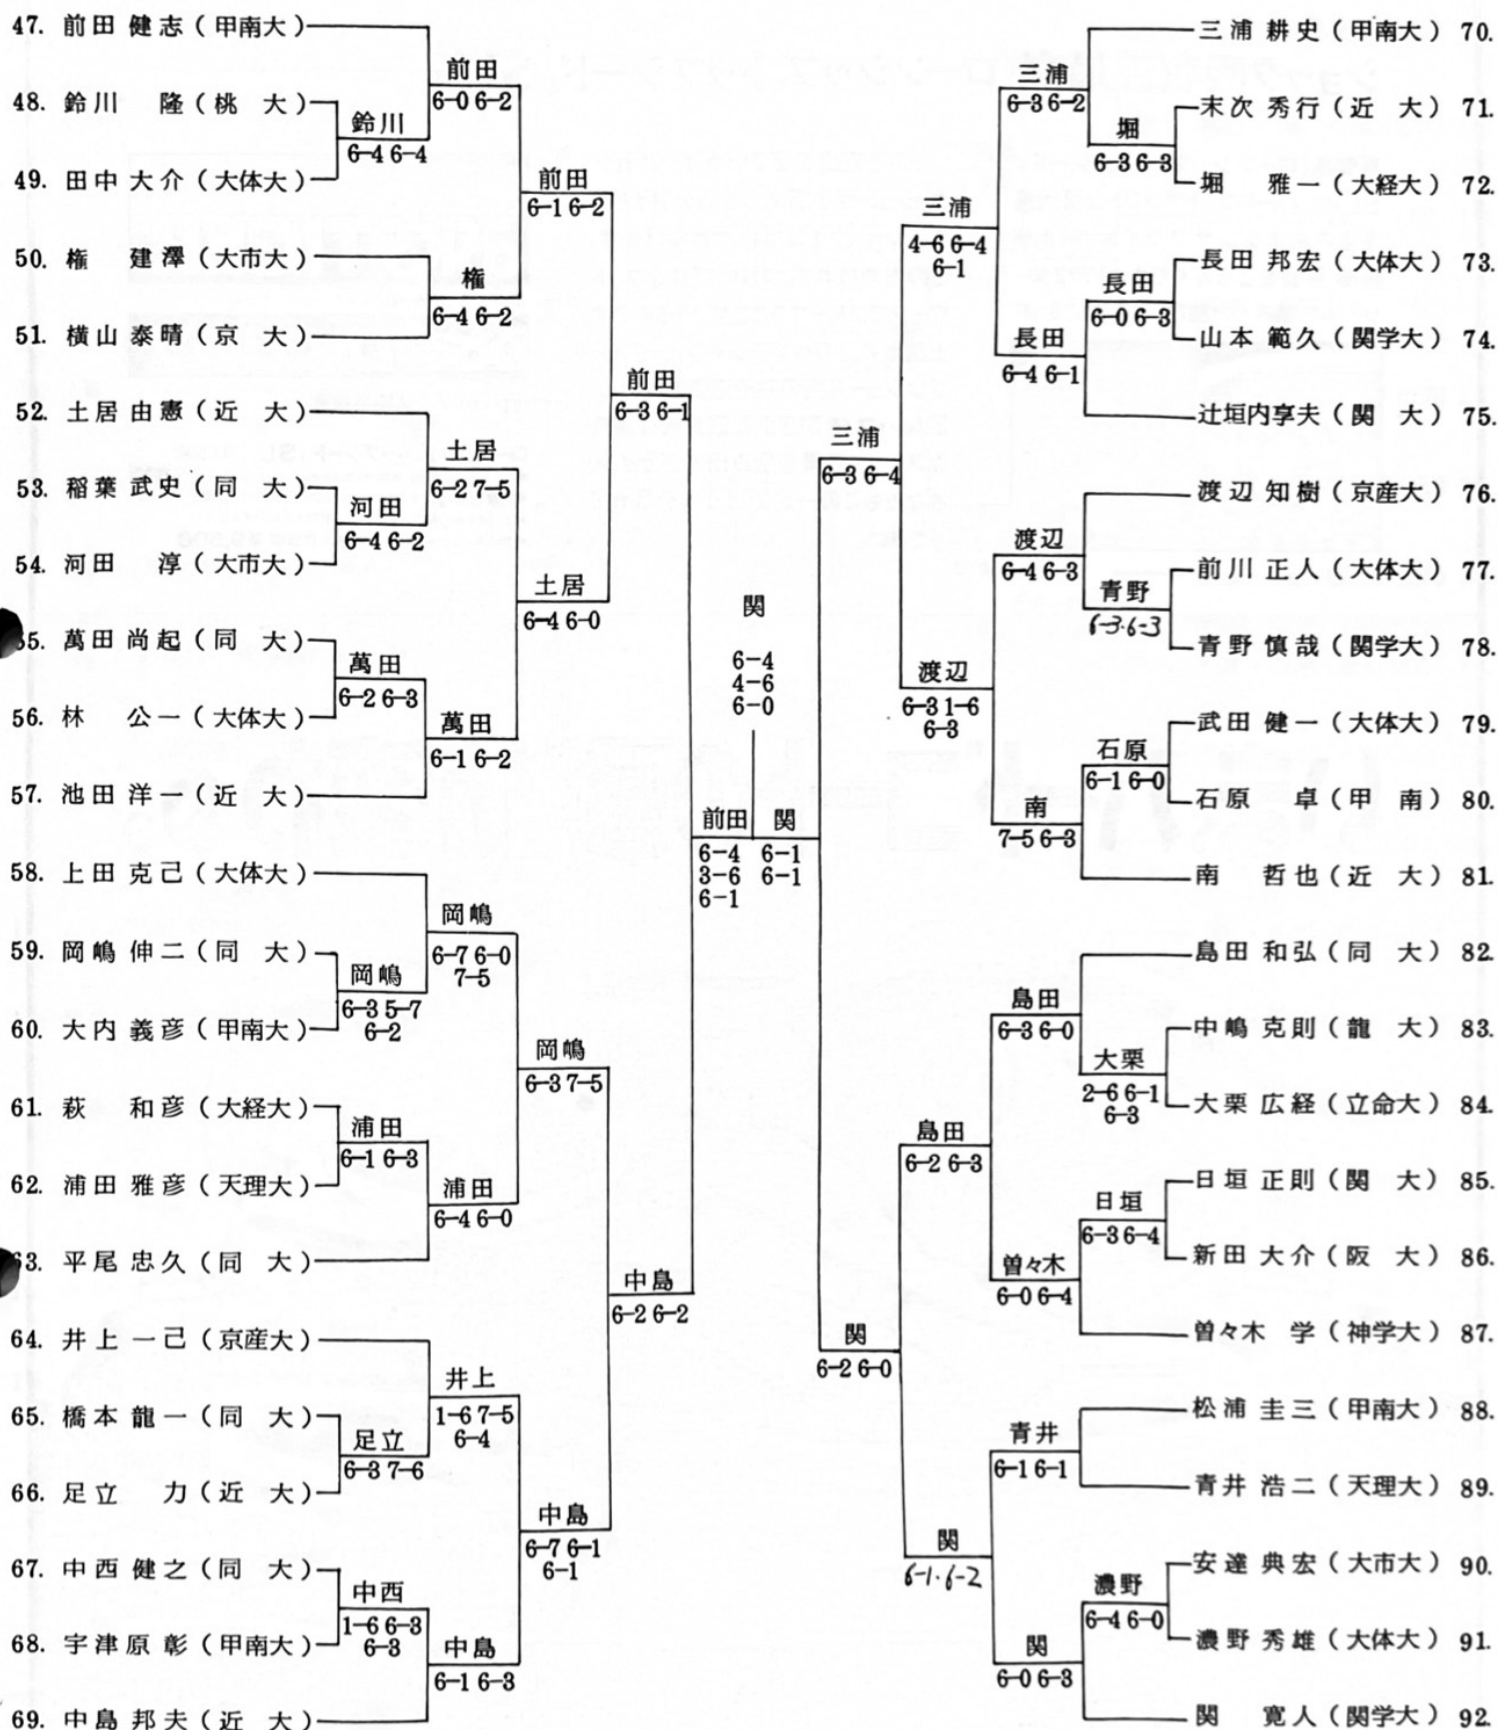 47. 前田健志(甲南大)
48. 鈴川 隆(桃 大)
49. 田中大介(大体大)
50. 権 建澤(大市大)
51. 横山泰晴(京 大)
52. 土居由憲(近 大)
53. 稲葉武史(同 大)
54. 河田 淳(大市大)
55. 萬田尚起(同 大)
56. 林 公一(大体大)
57. 池田洋一(近 大)
58. 上田克己(大体大)
59. 岡嶋伸二(同 大)
60. 大内義彦(甲南大)
61. 萩 和彦(大経大)
62. 浦田雅彦(天理大)
63. 平尾忠久(同 大)
64. 井上一己(京産大)
65. 橋本龍一(同 大)
66. 足立 力(近 大)
67. 中西健之(同 大)
68. 宇津原彰(甲南大)
69. 中島邦夫(近 大)
鈴川
6-4 6-4
河田
6-4 6-2
萬田
6-2 6-3
岡嶋
6-3 5-7
6-2
浦田
6-1 6-3
足立
6-3 7-6
中西
1-6 6-3
6-3
前田
6-0 6-2
権
6-4 6-2
土居
6-2 7-5
萬田
6-1 6-2
岡嶋
6-7 6-0
7-5
浦田
6-4 6-0
井上
1-6 7-5
6-4
中島
6-1 6-3
前田
6-1 6-2
土居
6-4 6-0
岡嶋
6-3 7-5
中島
6-7 6-1
6-1
前田
6-3 6-1
中島
6-2 6-2
前田
6-4
3-6
6-1
関
6-4
4-6
6-0
関
6-1
6-1
三浦
6-3 6-4
関
6-2 6-0
三浦
4-6 6-4
6-1
渡辺
6-3 1-6
6-3
島田
6-2 6-3
関
6-1・6-2
三浦
6-3 6-2
長田
6-4 6-1
渡辺
6-4 6-3
南
7-5 6-3
島田
6-3 6-0
曽々木
6-0 6-4
青井
6-1 6-1
関
6-0 6-3
堀
6-3 6-3
長田
6-0 6-3
青野
6-3・6-3
石原
6-1 6-0
大栗
2-6 6-1
6-3
日垣
6-3 6-4
濃野
6-4 6-0
三浦耕史(甲南大) 70.
末次秀行(近 大) 71.
堀 雅一(大経大) 72.
長田邦宏(大体大) 73.
山本範久(関学大) 74.
辻垣内享夫(関 大) 75.
渡辺知樹(京産大) 76.
前川正人(大体大) 77.
青野慎哉(関学大) 78.
武田健一(大体大) 79.
石原 卓(甲 南) 80.
南 哲也(近 大) 81.
島田和弘(同 大) 82.
中嶋克則(龍 大) 83.
大栗広経(立命大) 84.
日垣正則(関 大) 85.
新田大介(阪 大) 86.
曽々木 学(神学大) 87.
松浦圭三(甲南大) 88.
青井浩二(天理大) 89.
安達典宏(大市大) 90.
濃野秀雄(大体大) 91.
関 寛人(関学大) 92.